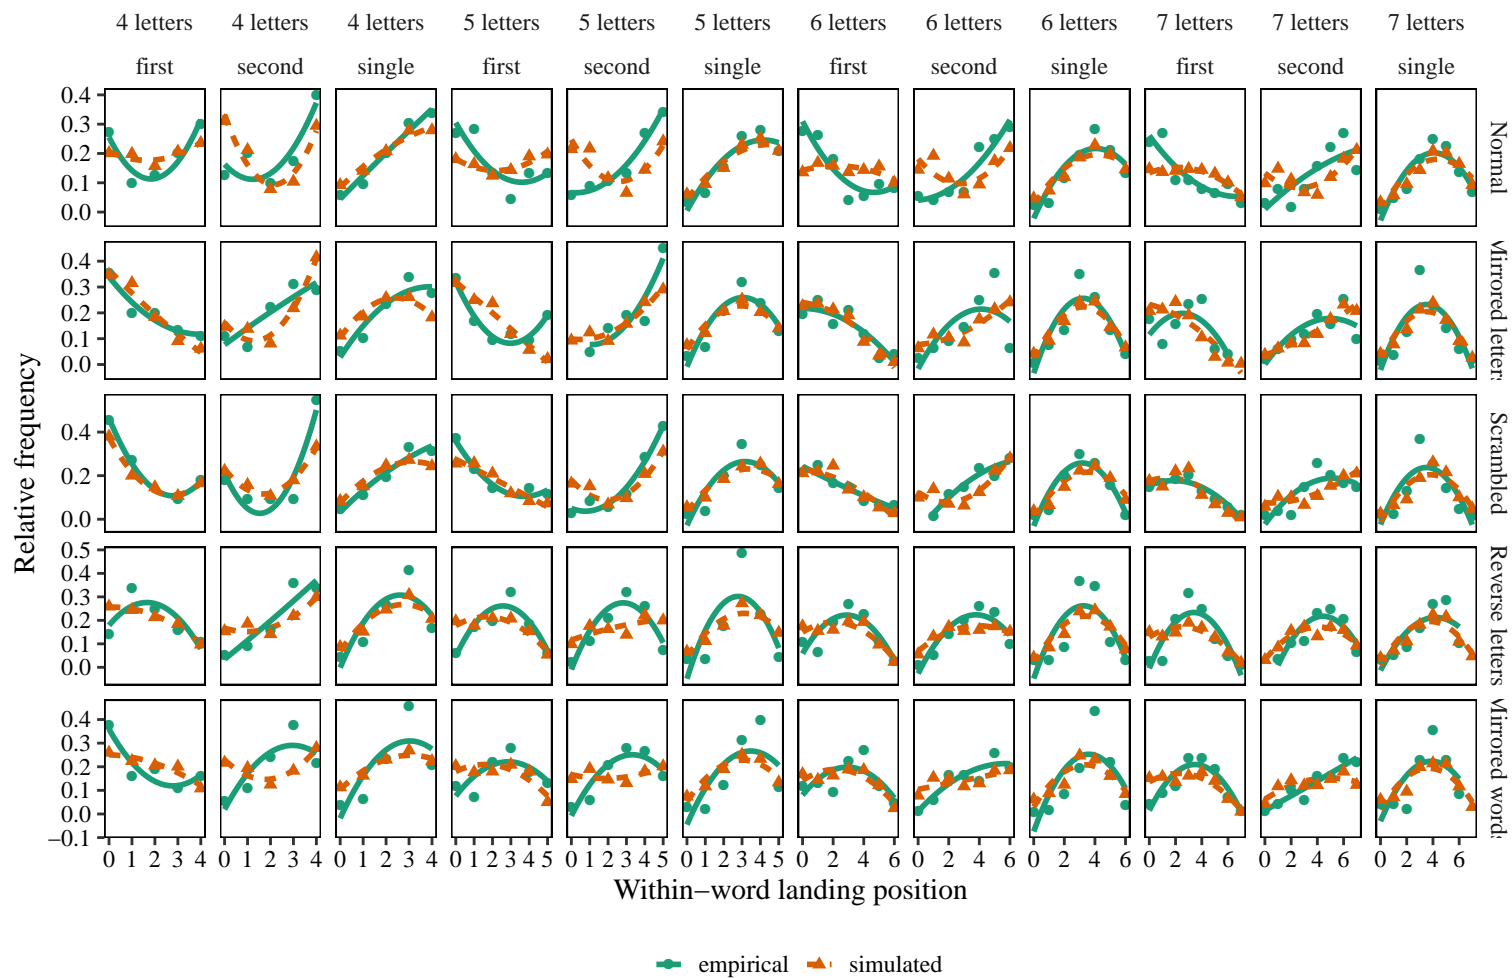 4 letters 4 letters 4 letters 5 letters 5 letters 5 letters 6 letters 6 letters 6 letters 7 letters 7 letters 7 letters
first second single first second single first second single first second single
0.4
0.3
0.2
0.1
0.0
Normal
0.4
0.3
0.2
0.1
0.0
Mirrored letters
0.4
0.2
0.0
Scrambled
0.5
0.4
0.3
0.2
0.1
0.0
Reverse letters
0.4
0.3
0.2
0.1
0.0
−0.1
Mirrored words
Relative frequency
0 1 2 3 4 0 1 2 3 4 0 1 2 3 4 0 1 2 3 4 5 0 1 2 3 4 5 0 1 2 3 4 5 0 2 4 6 0 2 4 6 0 2 4 6 0 2 4 6 0 2 4 6 0 2 4 6
Within−word landing position
empirical simulated